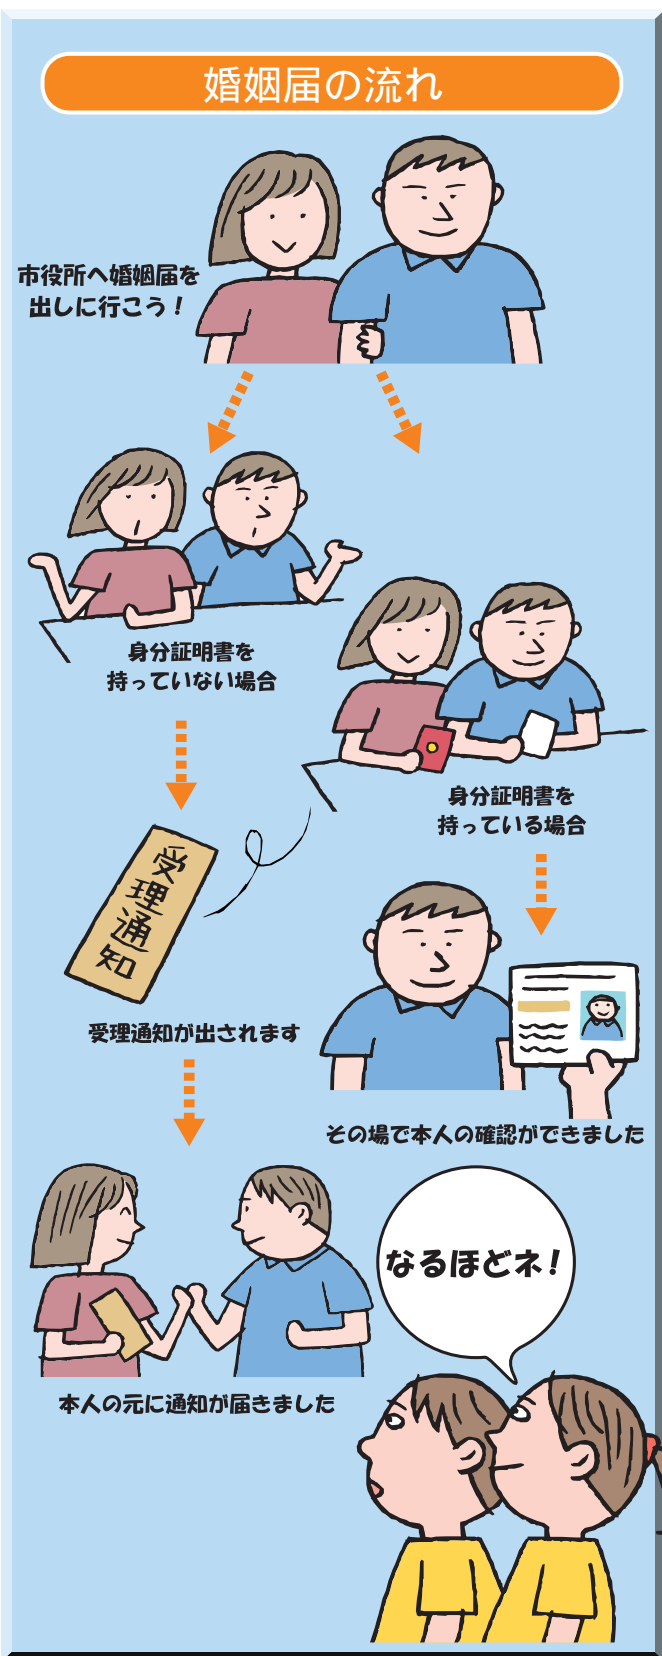 婚姻届の流れ
市役所へ婚姻届を
出しに行こう！
身分証明書を
持っていない場合
身分証明書を
持っている場合
受理通知
受理通知が出されます
その場で本人の確認ができました
本人の元に通知が届きました
なるほどネ！